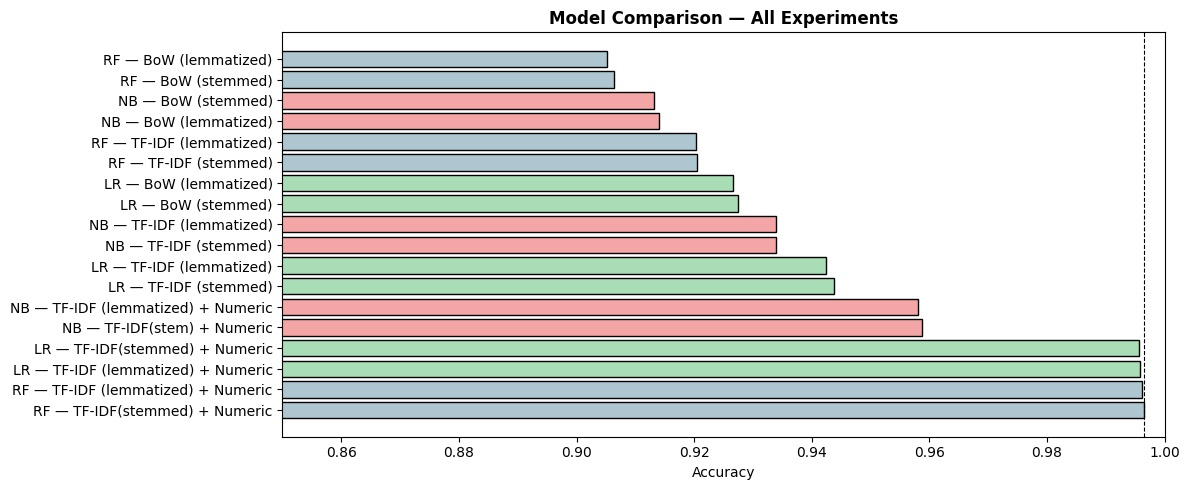 Model Comparison — All Experiments
RF — BoW (lemmatized)
RF — BoW (stemmed)
NB — BoW (stemmed)
NB — BoW (lemmatized)
RF — TF-IDF (lemmatized)
RF — TF-IDF (stemmed)
LR — BoW (lemmatized)
LR — BoW (stemmed)
NB — TF-IDF (lemmatized)
NB — TF-IDF (stemmed)
LR — TF-IDF (lemmatized)
LR — TF-IDF (stemmed)
NB — TF-IDF (lemmatized) + Numeric
NB — TF-IDF(stem) + Numeric
LR — TF-IDF(stemmed) + Numeric
LR — TF-IDF (lemmatized) + Numeric
RF — TF-IDF (lemmatized) + Numeric
RF — TF-IDF(stemmed) + Numeric
0.86 0.88 0.90 0.92 0.94 0.96 0.98 1.00
Accuracy